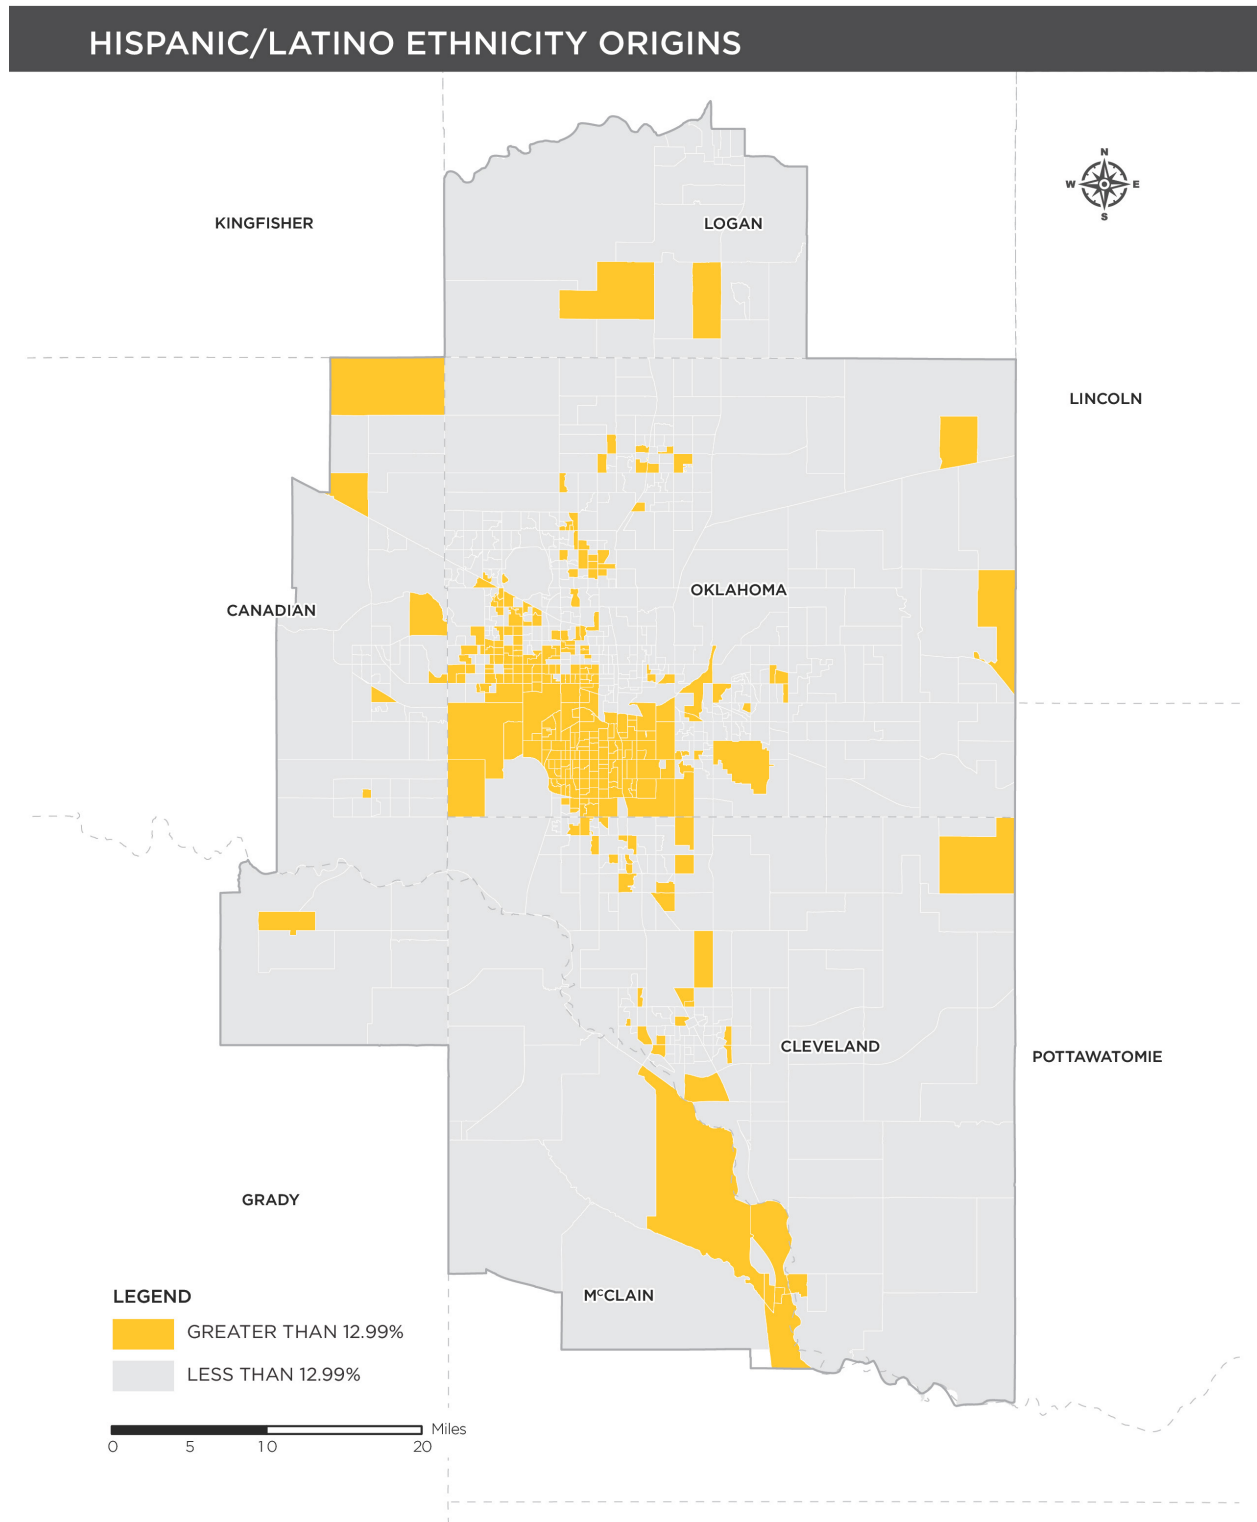 HISPANIC/LATINO ETHNICITY ORIGINS
N
W E
S
KINGFISHER
LOGAN
LINCOLN
OKLAHOMA
CANADIAN
CLEVELAND
POTTAWATOMIE
GRADY
MCCLAIN
LEGEND
GREATER THAN 12.99%
LESS THAN 12.99%
Miles
0 5 10 20